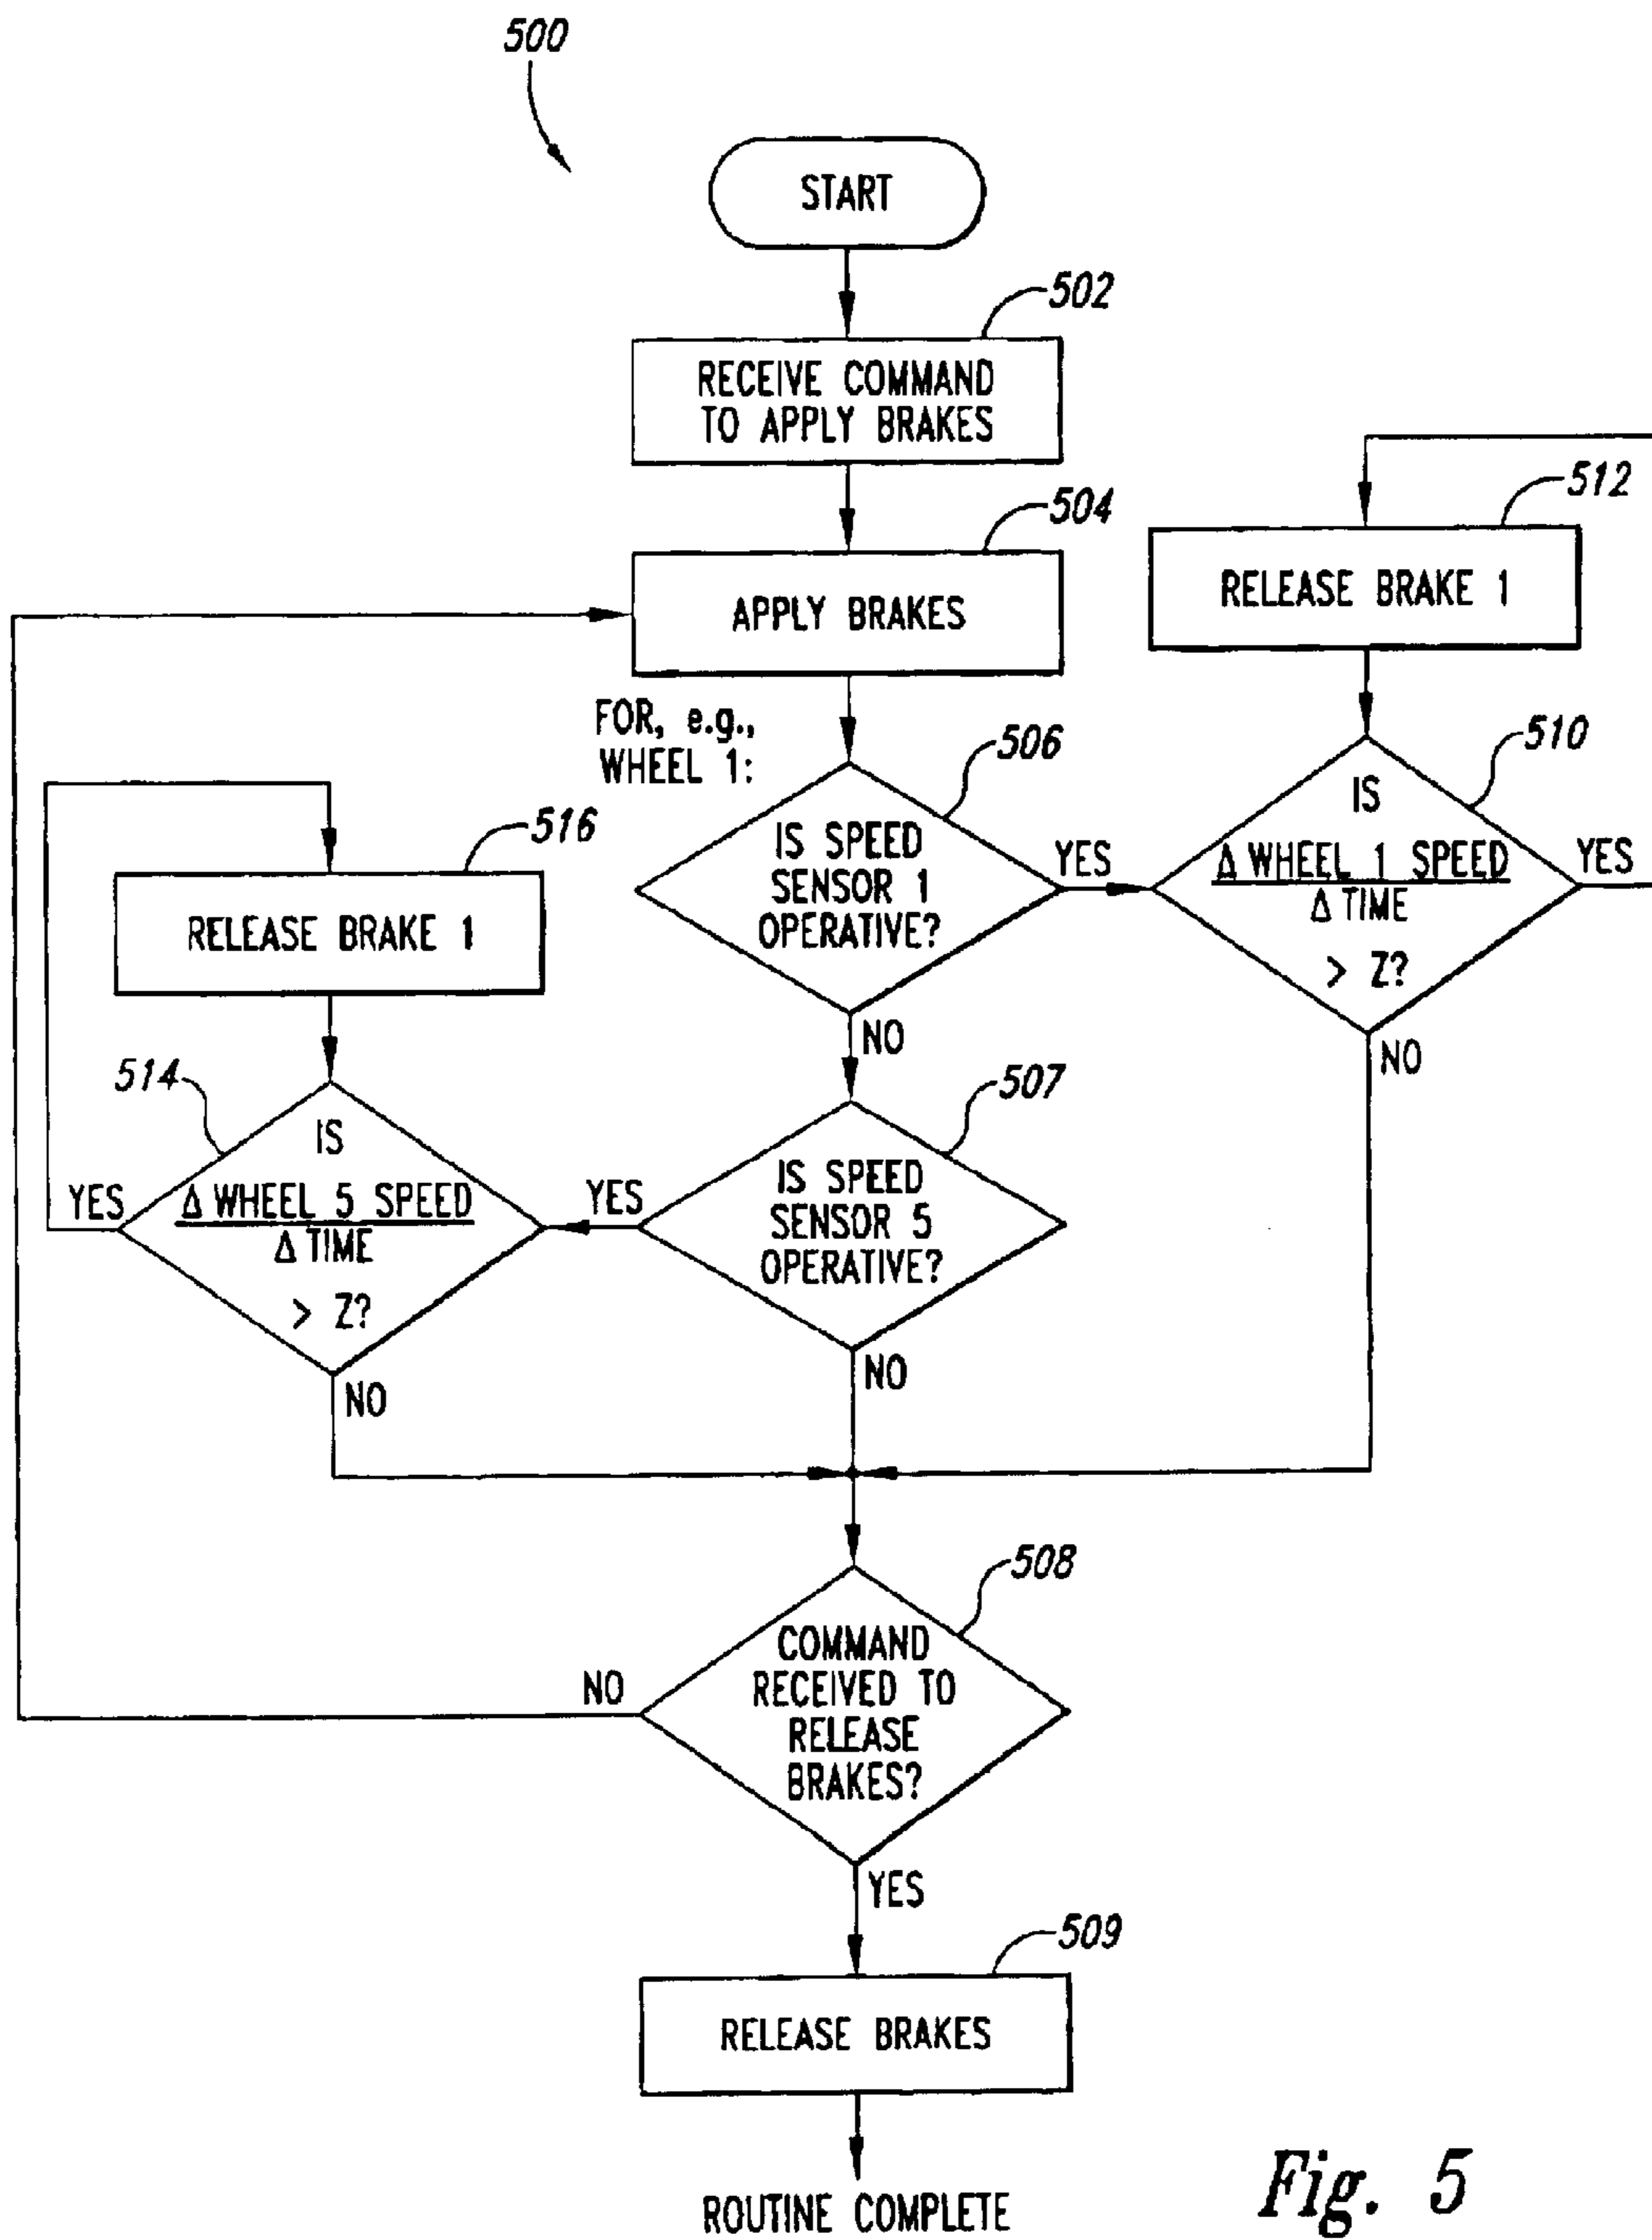 500
START
502
RECEIVE COMMAND
TO APPLY BRAKES
504
APPLY BRAKES
512
RELEASE BRAKE 1
FOR, e.g.,
WHEEL 1:
506
IS SPEED
SENSOR 1
OPERATIVE?
YES
NO
510
IS
Δ WHEEL 1 SPEED
Δ TIME
> Z?
YES
NO
516
RELEASE BRAKE 1
514
IS
Δ WHEEL 5 SPEED
Δ TIME
> Z?
YES
NO
507
IS SPEED
SENSOR 5
OPERATIVE?
YES
NO
508
COMMAND
RECEIVED TO
RELEASE
BRAKES?
NO
YES
509
RELEASE BRAKES
ROUTINE COMPLETE
Fig. 5